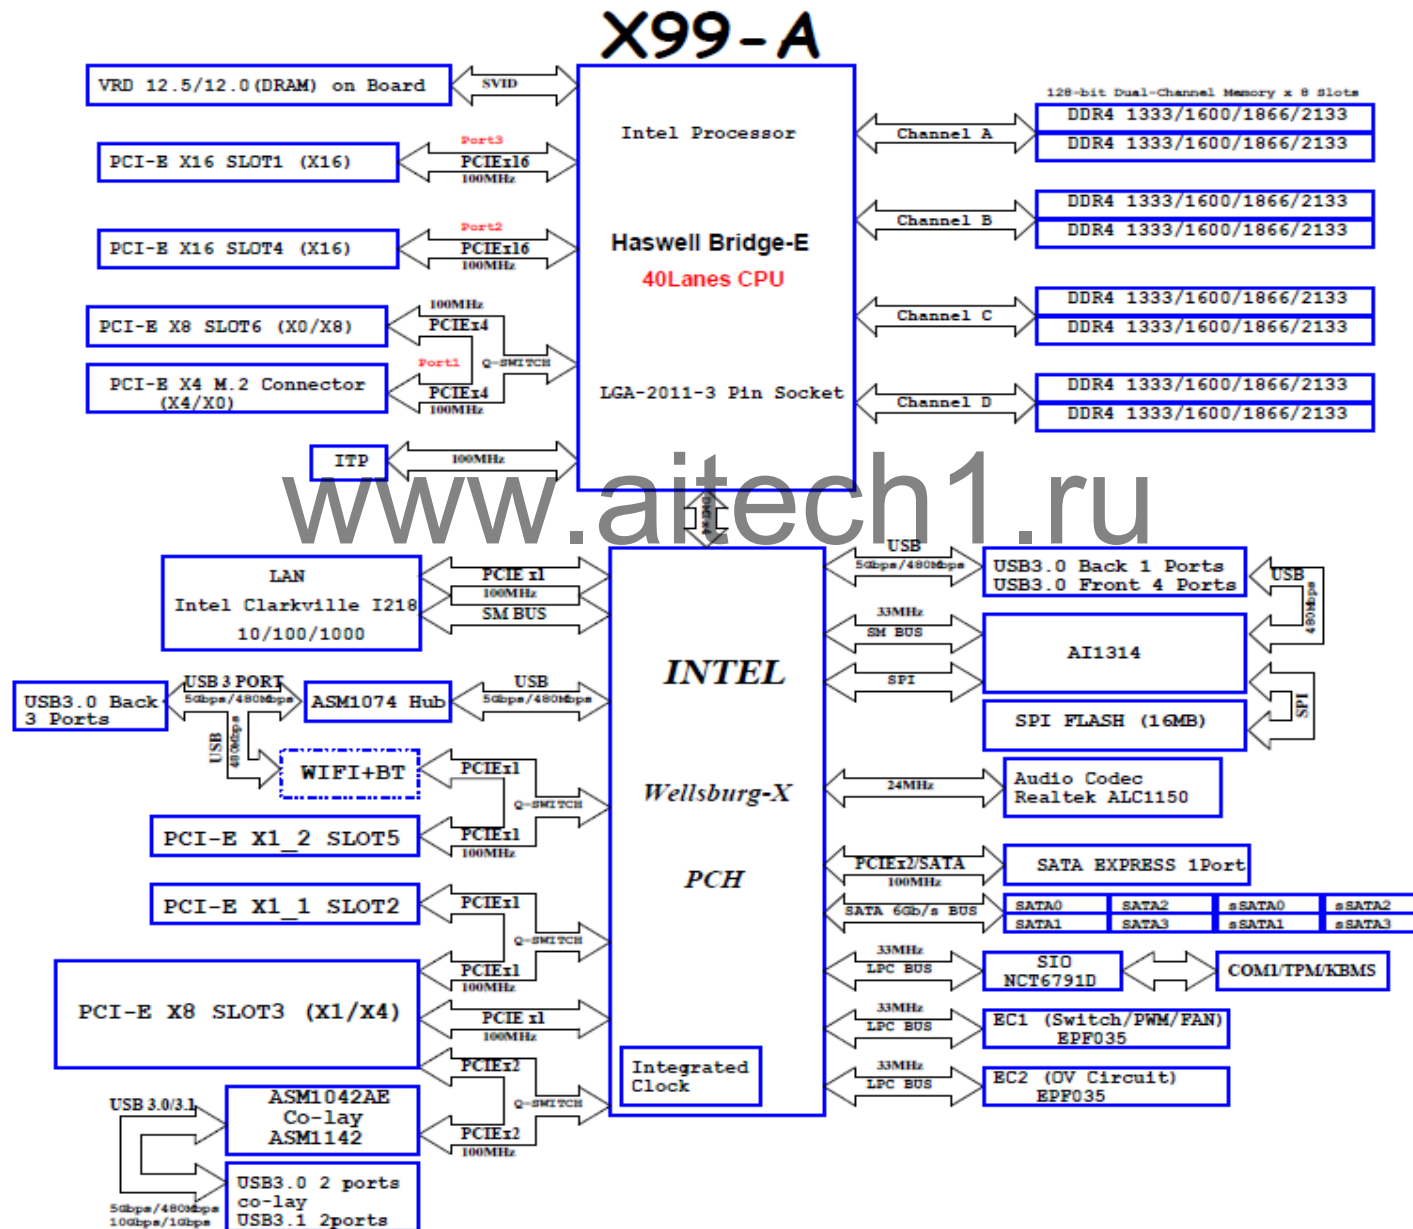 X99-A
VRD 12.5/12.0(DRAM) on Board
SVID
PCI-E X16 SLOT1 (X16)
Port3
PCIEx16
100MHz
PCI-E X16 SLOT4 (X16)
Port2
PCIEx16
100MHz
PCI-E X8 SLOT6 (X0/X8)
100MHz
PCIEx4
Port1
Q-SWITCH
PCI-E X4 M.2 Connector
(X4/X0)
PCIEx4
100MHz
ITP
100MHz
Intel Processor
Haswell Bridge-E
40Lanes CPU
LGA-2011-3 Pin Socket
128-bit Dual-Channel Memory x 8 Slots
Channel A
DDR4 1333/1600/1866/2133
DDR4 1333/1600/1866/2133
Channel B
DDR4 1333/1600/1866/2133
DDR4 1333/1600/1866/2133
Channel C
DDR4 1333/1600/1866/2133
DDR4 1333/1600/1866/2133
Channel D
DDR4 1333/1600/1866/2133
DDR4 1333/1600/1866/2133
www.aitech1.ru
DMI x4
LAN
Intel Clarkville I218
10/100/1000
PCIE x1
100MHz
SM BUS
USB3.0 Back
3 Ports
USB 3 PORT
5Gbps/480Mbps
ASM1074 Hub
USB
5Gbps/480Mbps
USB
480Mbps
WIFI+BT
PCIEx1
Q-SWITCH
PCI-E X1_2 SLOT5
PCIEx1
100MHz
PCI-E X1_1 SLOT2
PCIEx1
Q-SWITCH
PCIEx1
100MHz
PCI-E X8 SLOT3 (X1/X4)
PCIE x1
100MHz
PCIEx2
Q-SWITCH
PCIEx2
100MHz
USB 3.0/3.1
ASM1042AE
Co-lay
ASM1142
5Gbps/480Mbps
10Gbps/1Gbps
USB3.0 2 ports
co-lay
USB3.1 2ports
INTEL
Wellsburg-X
PCH
Integrated
Clock
USB
5Gbps/480Mbps
USB3.0 Back 1 Ports
USB3.0 Front 4 Ports
USB
480Mbps
33MHz
SM BUS
AI1314
SPI
SPI FLASH (16MB)
SPI
24MHz
Audio Codec
Realtek ALC1150
PCIEx2/SATA
100MHz
SATA EXPRESS 1Port
SATA 6Gb/s BUS
SATA0 SATA2 sSATA0 sSATA2
SATA1 SATA3 sSATA1 sSATA3
33MHz
LPC BUS
SIO
NCT6791D
COM1/TPM/KBMS
33MHz
LPC BUS
EC1 (Switch/PWM/FAN)
EPF035
33MHz
LPC BUS
EC2 (OV Circuit)
EPF035